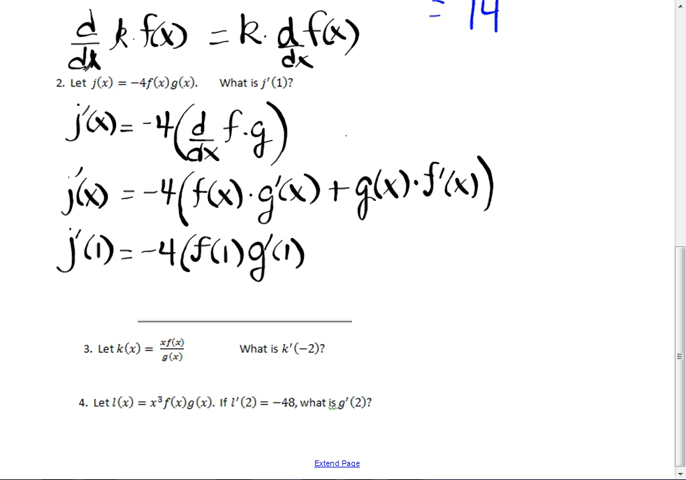 = 14
d/dx k·f(x) = k·d/dx f(x)
2. Let j(x) = −4f(x)g(x). What is j′(1)?
j′(x) = -4(d/dx f·g)
j′(x) = -4(f(x)·g′(x) + g(x)·f′(x))
j′(1) = -4(f(1)g′(1)
3. Let k(x) = xf(x)/g(x) What is k′(−2)?
4. Let l(x) = x³f(x)g(x). If l′(2) = −48, what is g′(2)?
Extend Page